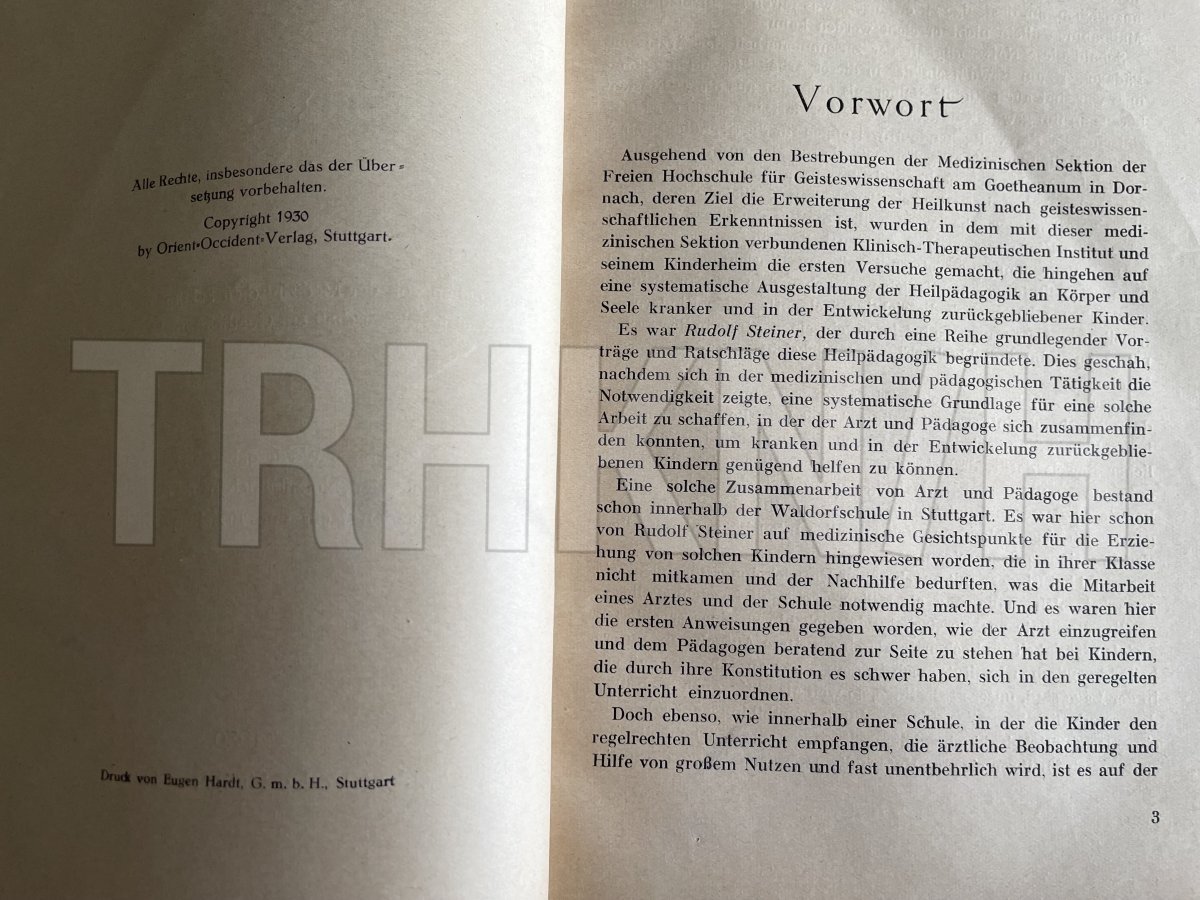 Alle Rechte, insbesondere das der Über=
setzung vorbehalten.
Copyright 1930
by Orient=Occident=Verlag, Stuttgart.
Druck von Eugen Hardt, G. m. b. H., Stuttgart
Vorwort
Ausgehend von den Bestrebungen der Medizinischen Sektion der
Freien Hochschule für Geisteswissenschaft am Goetheanum in Dor-
nach, deren Ziel die Erweiterung der Heilkunst nach geisteswissen-
schaftlichen Erkenntnissen ist, wurden in dem mit dieser medi-
zinischen Sektion verbundenen Klinisch-Therapeutischen Institut und
seinem Kinderheim die ersten Versuche gemacht, die hingehen auf
eine systematische Ausgestaltung der Heilpädagogik an Körper und
Seele kranker und in der Entwickelung zurückgebliebener Kinder.
Es war Rudolf Steiner, der durch eine Reihe grundlegender Vor-
träge und Ratschläge diese Heilpädagogik begründete. Dies geschah,
nachdem sich in der medizinischen und pädagogischen Tätigkeit die
Notwendigkeit zeigte, eine systematische Grundlage für eine solche
Arbeit zu schaffen, in der der Arzt und Pädagoge sich zusammenfin-
den konnten, um kranken und in der Entwickelung zurückgeblie-
benen Kindern genügend helfen zu können.
Eine solche Zusammenarbeit von Arzt und Pädagoge bestand
schon innerhalb der Waldorfschule in Stuttgart. Es war hier schon
von Rudolf Steiner auf medizinische Gesichtspunkte für die Erzie-
hung von solchen Kindern hingewiesen worden, die in ihrer Klasse
nicht mitkamen und der Nachhilfe bedurften, was die Mitarbeit
eines Arztes und der Schule notwendig machte. Und es waren hier
die ersten Anweisungen gegeben worden, wie der Arzt einzugreifen
und dem Pädagogen beratend zur Seite zu stehen hat bei Kindern,
die durch ihre Konstitution es schwer haben, sich in den geregelten
Unterricht einzuordnen.
Doch ebenso, wie innerhalb einer Schule, in der die Kinder den
regelrechten Unterricht empfangen, die ärztliche Beobachtung und
Hilfe von großem Nutzen und fast unentbehrlich wird, ist es auf der
3
TRHKNVH